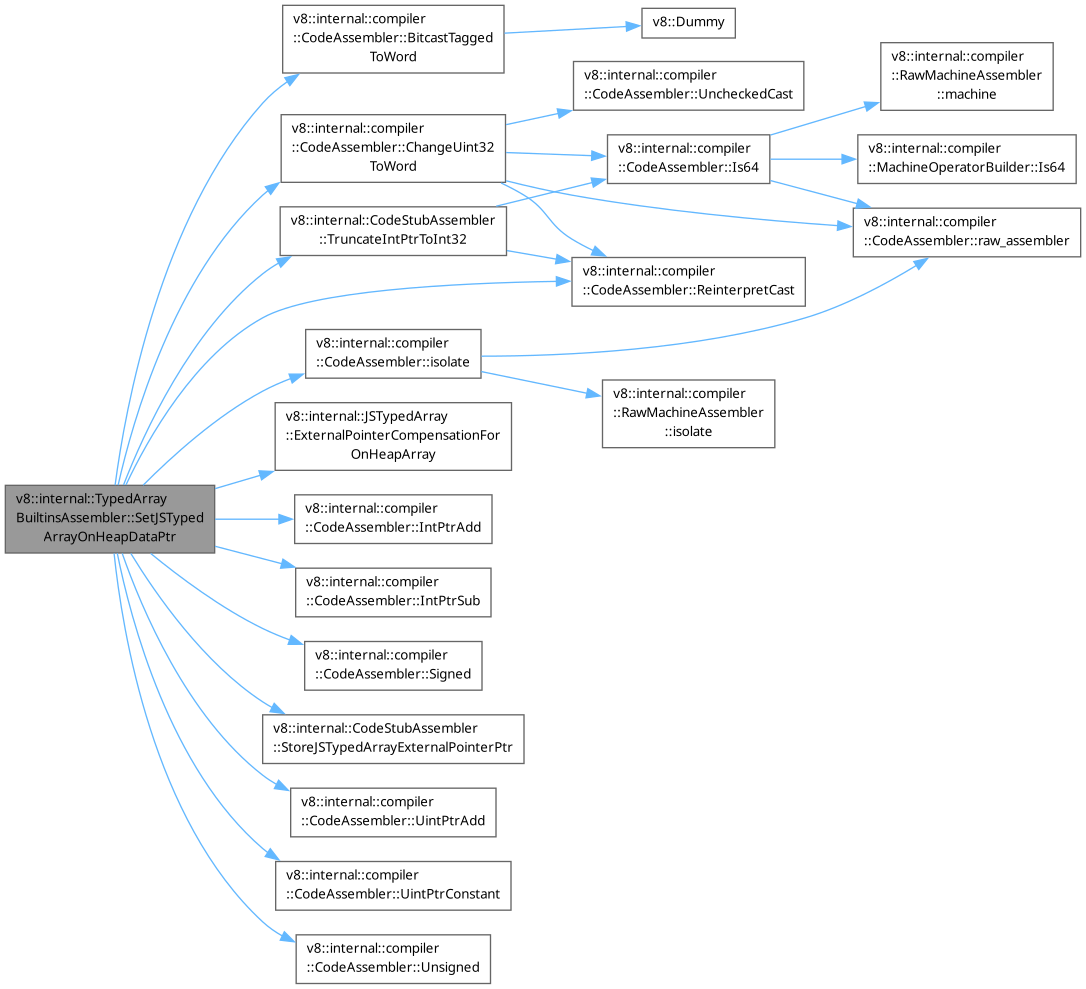 v8::internal::compiler
::CodeAssembler::BitcastTagged
ToWord
v8::Dummy
v8::internal::compiler
::RawMachineAssembler
::machine
v8::internal::compiler
::CodeAssembler::UncheckedCast
v8::internal::compiler
::CodeAssembler::ChangeUint32
ToWord
v8::internal::compiler
::CodeAssembler::Is64
v8::internal::compiler
::MachineOperatorBuilder::Is64
v8::internal::CodeStubAssembler
::TruncateIntPtrToInt32
v8::internal::compiler
::CodeAssembler::raw_assembler
v8::internal::compiler
::CodeAssembler::ReinterpretCast
v8::internal::compiler
::CodeAssembler::isolate
v8::internal::compiler
::RawMachineAssembler
::isolate
v8::internal::JSTypedArray
::ExternalPointerCompensationFor
OnHeapArray
v8::internal::TypedArray
BuiltinsAssembler::SetJSTyped
ArrayOnHeapDataPtr
v8::internal::compiler
::CodeAssembler::IntPtrAdd
v8::internal::compiler
::CodeAssembler::IntPtrSub
v8::internal::compiler
::CodeAssembler::Signed
v8::internal::CodeStubAssembler
::StoreJSTypedArrayExternalPointerPtr
v8::internal::compiler
::CodeAssembler::UintPtrAdd
v8::internal::compiler
::CodeAssembler::UintPtrConstant
v8::internal::compiler
::CodeAssembler::Unsigned